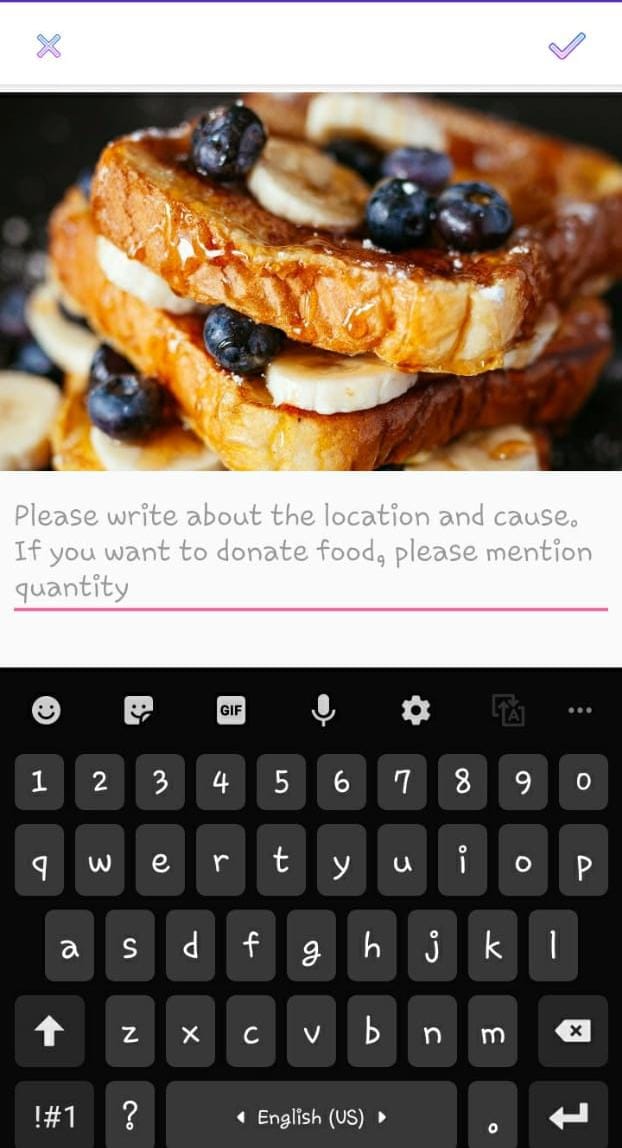 Please write about the location and cause.
If you want to donate food, please mention
quantity
GIF
A
1 2 3 4 5 6 7 8 9 0
q w e r t y u i o p
a s d f g h j k l
z x c v b n m
!#1 ? English (US) .